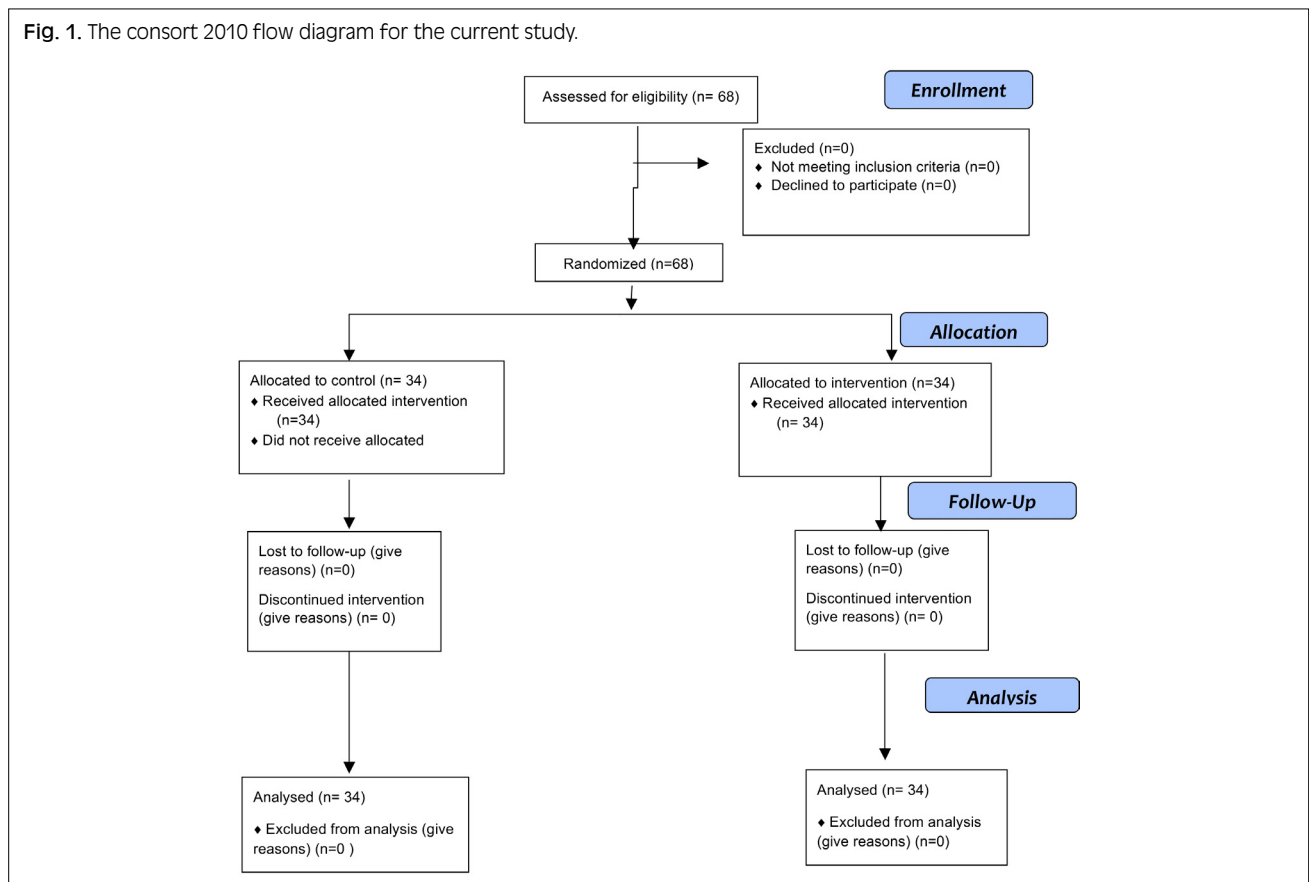 Fig. 1. The consort 2010 flow diagram for the current study.
Enrollment
Assessed for eligibility (n= 68)
Excluded (n=0)
♦ Not meeting inclusion criteria (n=0)
♦ Declined to participate (n=0)
Randomized (n=68)
Allocation
Allocated to control (n= 34)
♦ Received allocated intervention
(n=34)
♦ Did not receive allocated
Allocated to intervention (n=34)
♦ Received allocated intervention
(n= 34)
Follow-Up
Lost to follow-up (give
reasons) (n=0)
Discontinued intervention
(give reasons) (n= 0)
Lost to follow-up (give
reasons) (n=0)
Discontinued intervention
(give reasons) (n= 0)
Analysis
Analysed (n= 34)
♦ Excluded from analysis (give
reasons) (n=0 )
Analysed (n= 34)
♦ Excluded from analysis
(give reasons) (n=0)